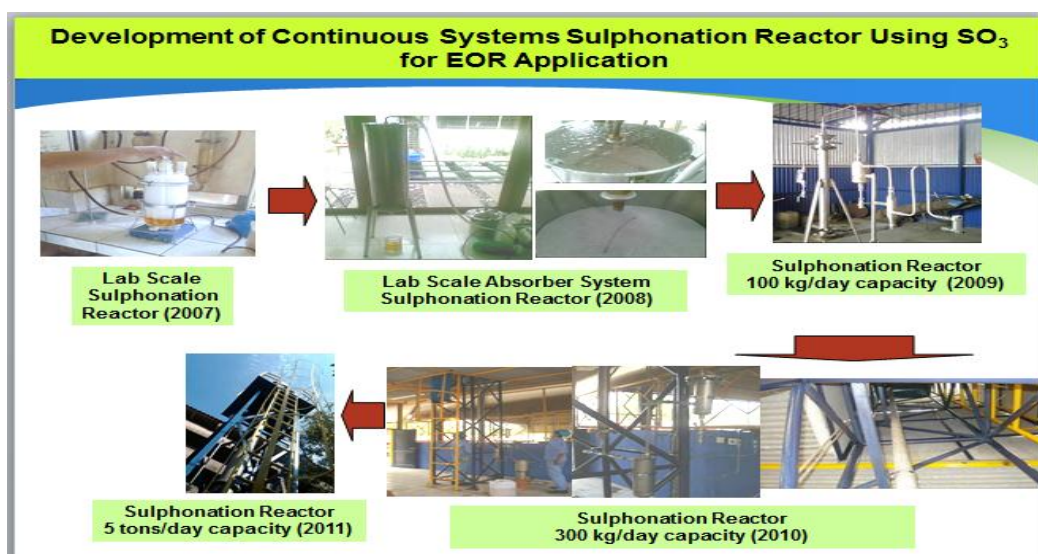 Development of Continuous Systems Sulphonation Reactor Using SO₃
for EOR Application
Lab Scale
Sulphonation
Reactor (2007)
Lab Scale Absorber System
Sulphonation Reactor (2008)
Sulphonation Reactor
100 kg/day capacity (2009)
Sulphonation Reactor
5 tons/day capacity (2011)
Sulphonation Reactor
300 kg/day capacity (2010)